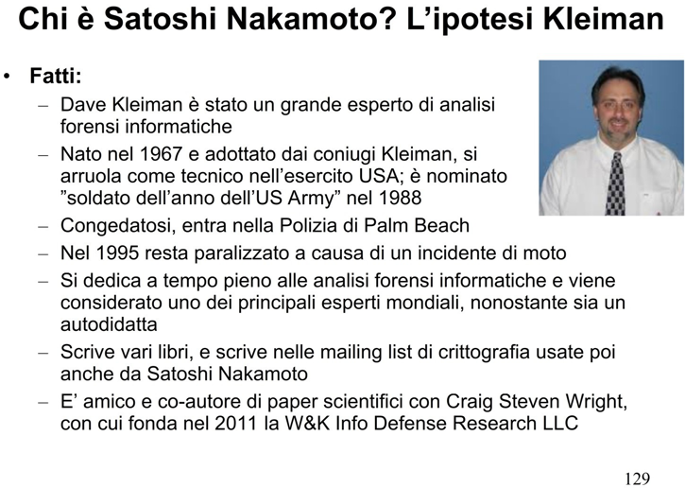 Chi è Satoshi Nakamoto? L’ipotesi Kleiman
• Fatti:
– Dave Kleiman è stato un grande esperto di analisi
forensi informatiche
– Nato nel 1967 e adottato dai coniugi Kleiman, si
arruola come tecnico nell’esercito USA; è nominato
”soldato dell’anno dell’US Army” nel 1988
– Congedatosi, entra nella Polizia di Palm Beach
– Nel 1995 resta paralizzato a causa di un incidente di moto
– Si dedica a tempo pieno alle analisi forensi informatiche e viene
considerato uno dei principali esperti mondiali, nonostante sia un
autodidatta
– Scrive vari libri, e scrive nelle mailing list di crittografia usate poi
anche da Satoshi Nakamoto
– E’ amico e co-autore di paper scientifici con Craig Steven Wright,
con cui fonda nel 2011 la W&K Info Defense Research LLC
129